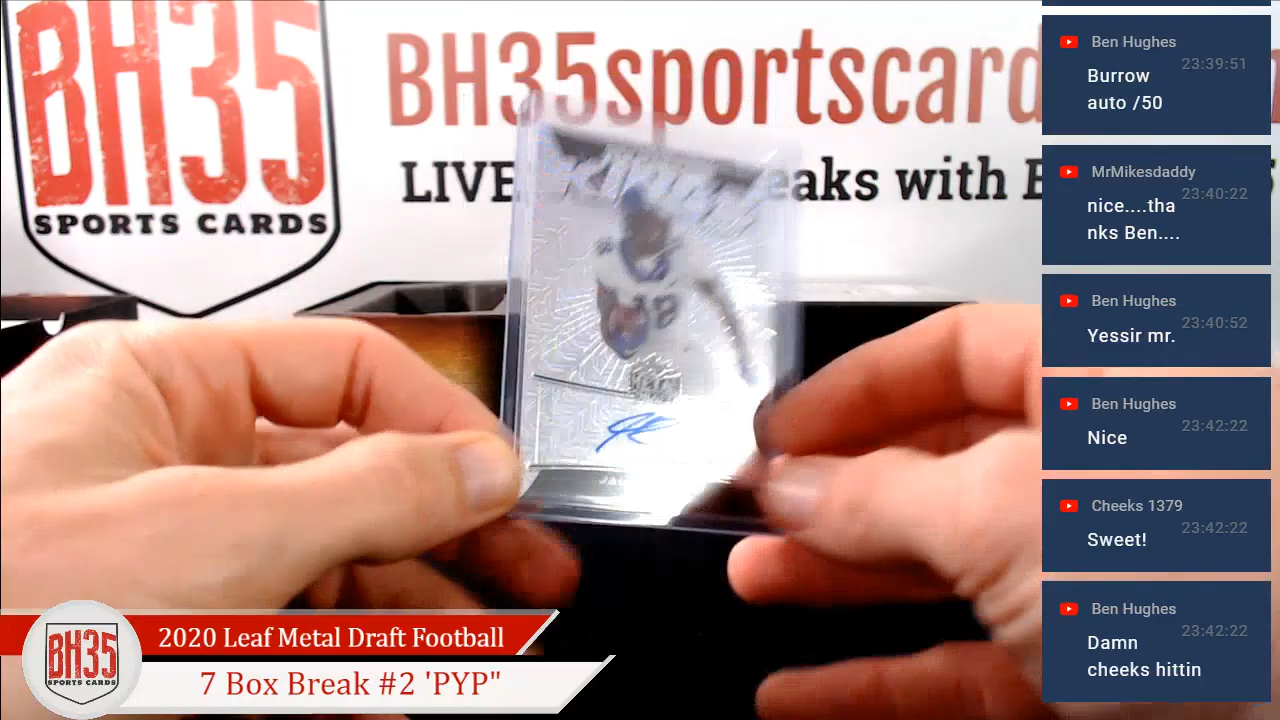 BH35
SPORTS CARDS
BH35sportscard
LIVE eaks with B
18
Ben Hughes
23:39:51
Burrow
auto /50
MrMikesdaddy
23:40:22
nice....tha
nks Ben....
Ben Hughes
23:40:52
Yessir mr.
Ben Hughes
23:42:22
Nice
Cheeks 1379
23:42:22
Sweet!
Ben Hughes
23:42:22
Damn
cheeks hittin
BH35
SPORTS CARDS
2020 Leaf Metal Draft Football
7 Box Break #2 'PYP"